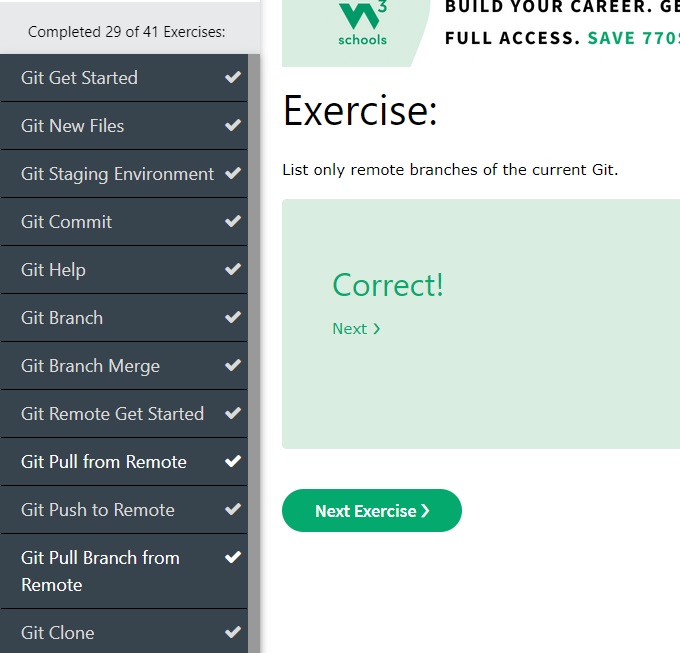 Completed 29 of 41 Exercises:
Git Get Started
Git New Files
Git Staging Environment
Git Commit
Git Help
Git Branch
Git Branch Merge
Git Remote Get Started
Git Pull from Remote
Git Push to Remote
Git Pull Branch from
Remote
Git Clone
3
schools
BUILD YOUR CAREER. GE
FULL ACCESS. SAVE 770$
Exercise:
List only remote branches of the current Git.
Correct!
Next ❯
Next Exercise ❯